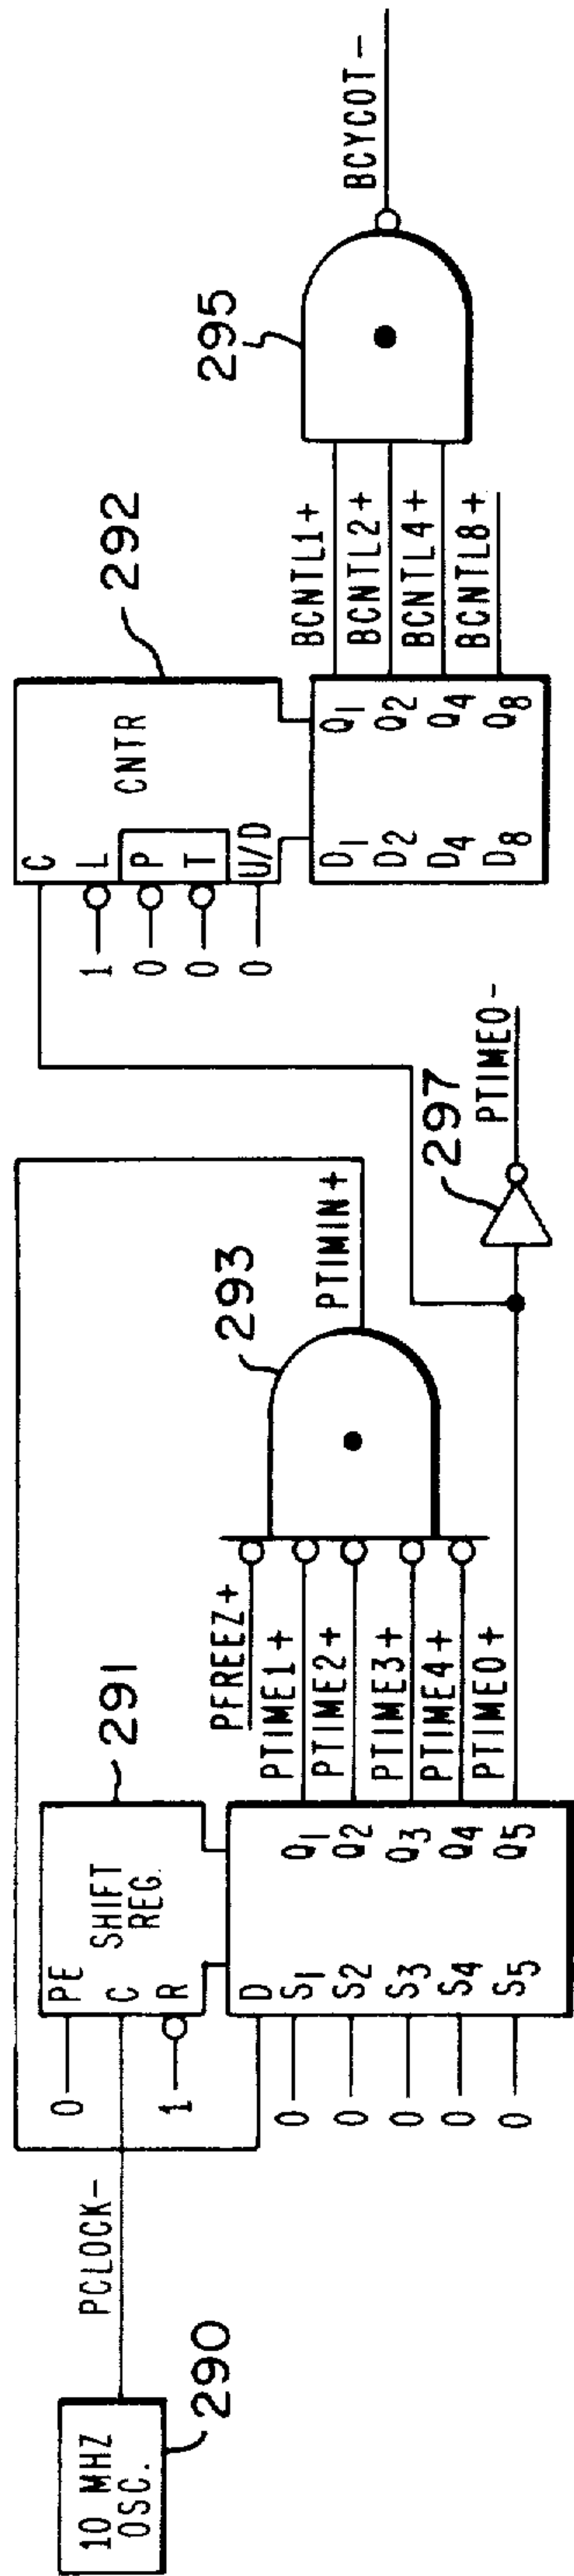 10 MHZ
OSC.
290
PCLOCK-
0
1
PE
C
R
SHIFT
REG.
291
D
S1
S2
S3
S4
S5
0
0
0
0
0
Q1
Q2
Q3
Q4
Q5
PFREEZ+
PTIME1+
PTIME2+
PTIME3+
PTIME4+
PTIME0+
293
PTIMIN+
297
PTIME0-
1
0
0
0
C
L
P
T
U/D
CNTR
292
D1
D2
D4
D8
Q1
Q2
Q4
Q8
BCNTL1+
BCNTL2+
BCNTL4+
BCNTL8+
295
BCYCOT-